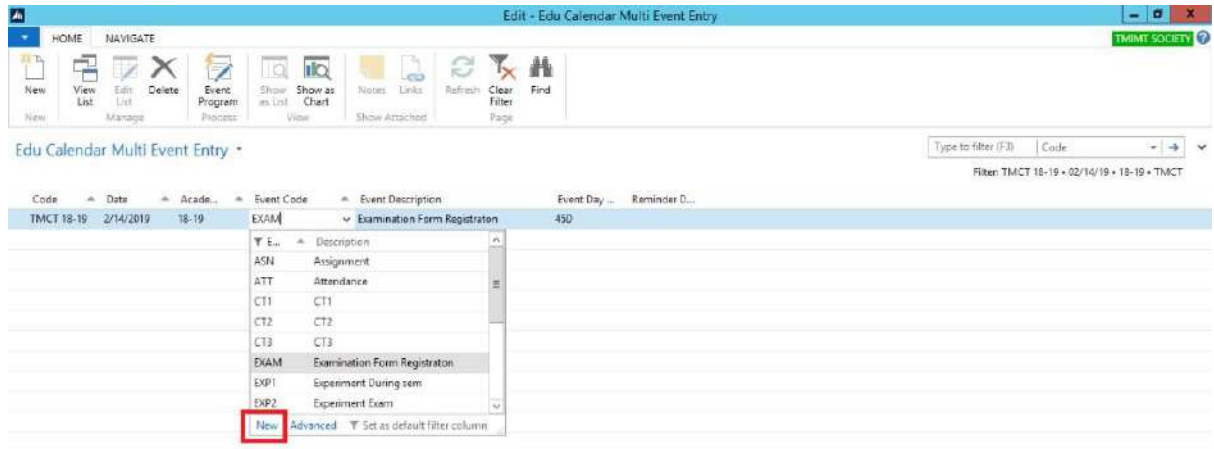 Edit - Edu Calendar Multi Event Entry
HOME NAVIGATE TMIMT SOCIETY
New View List Edit List Delete Event Program Show as List Show as Chart Notes Links Refresh Clear Filter Find
New Manage Process View Show Attached Page
Edu Calendar Multi Event Entry Type to filter (F3) Code
Filter: TMCT 18-19 • 02/14/19 • 18-19 • TMCT
Code Date Acade... Event Code Event Description Event Day ... Reminder D...
TMCT 18-19 2/14/2019 18-19 EXAM Examination Form Registraton 45D
E... Description
ASN Assignment
ATT Attendance
CT1 CT1
CT2 CT2
CT3 CT3
EXAM Examination Form Registraton
EXP1 Experiment During sem
EXP2 Experiment Exam
New Advanced Set as default filter column